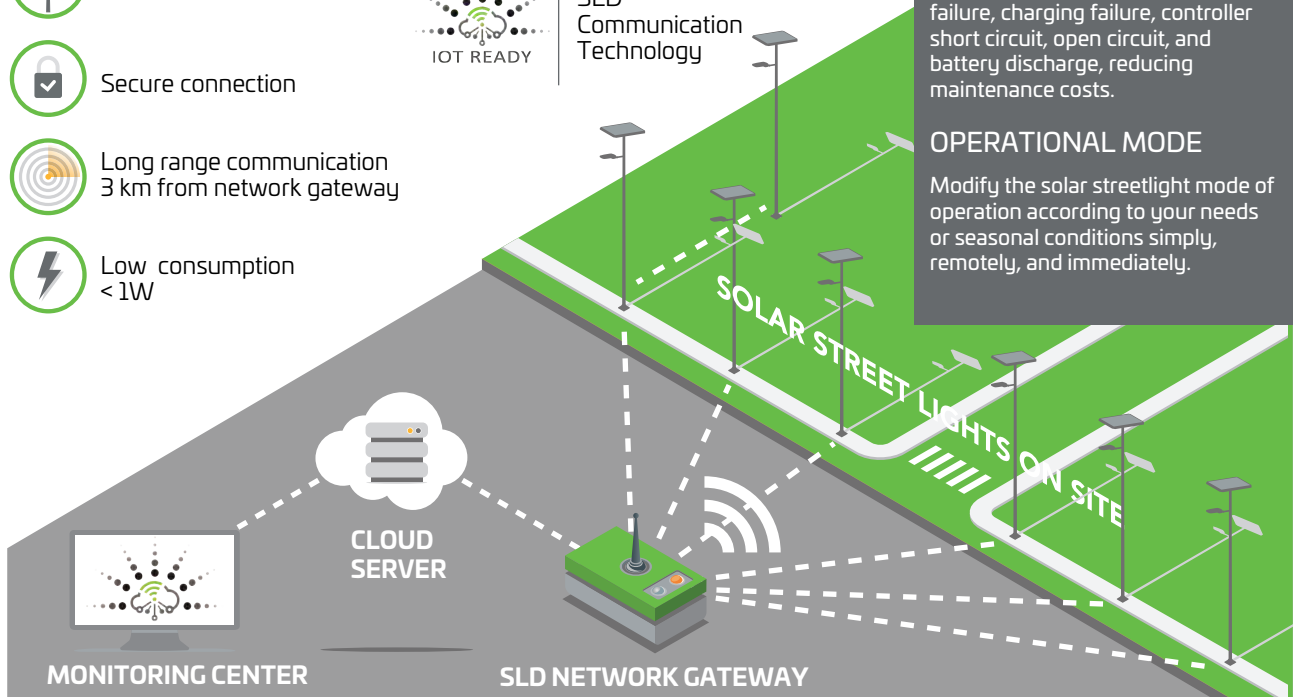 SLD
Communication
Technology
IOT READY
Secure connection
Long range communication
3 km from network gateway
Low consumption
< 1W
failure, charging failure, controller
short circuit, open circuit, and
battery discharge, reducing
maintenance costs.
OPERATIONAL MODE
Modify the solar streetlight mode of
operation according to your needs
or seasonal conditions simply,
remotely, and immediately.
SOLAR STREET LIGHTS ON SITE
CLOUD
SERVER
MONITORING CENTER
SLD NETWORK GATEWAY